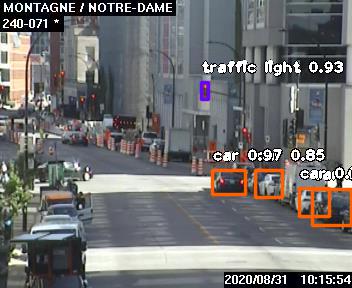 MONTAGNE / NOTRE-DAME
240-071 *
traffic light 0.93
car 0.97 0.85
car
2020/08/31 10:15:54